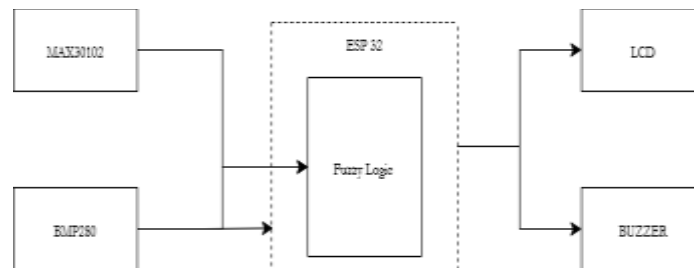 MAX30102
ESP 32
LCD
Fuzzy Logic
BMP280
BUZZER